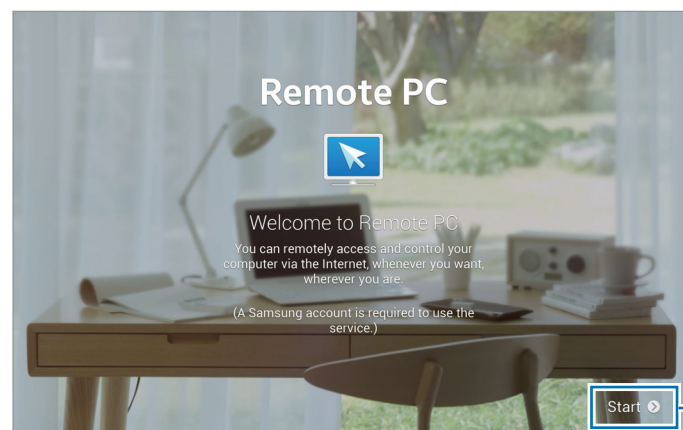 Remote PC
Welcome to Remote PC
You can remotely access and control your
computer via the Internet, whenever you want,
wherever you are.
(A Samsung account is required to use the
service.)
Start